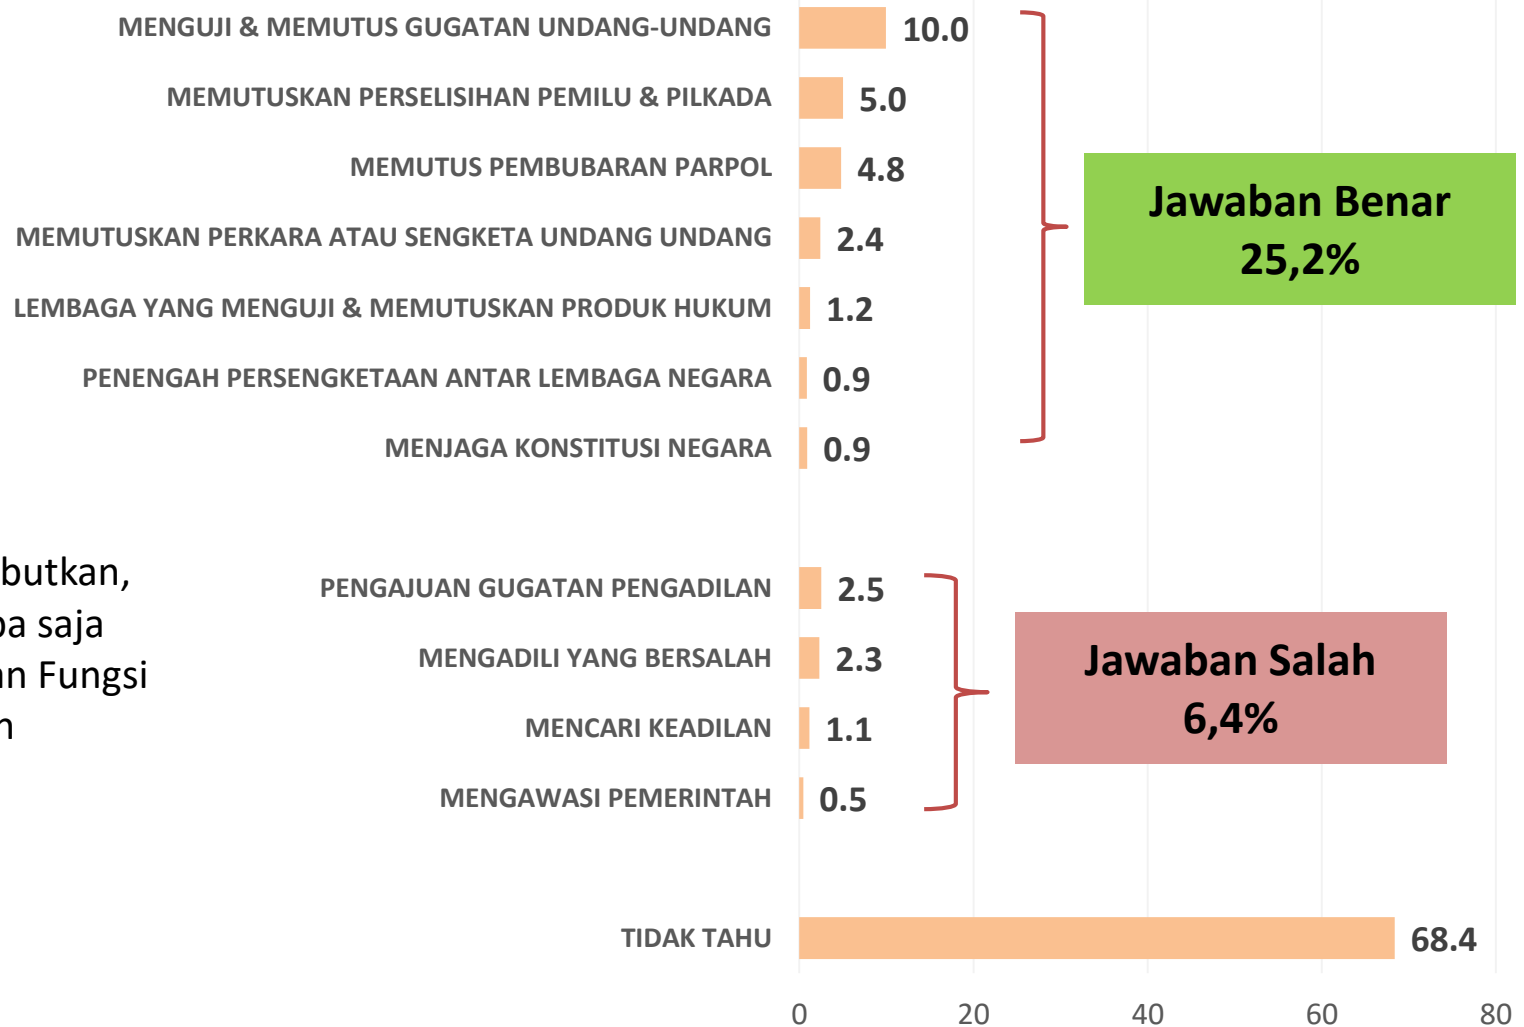 MENGUJI & MEMUTUS GUGATAN UNDANG-UNDANG 10.0
MEMUTUSKAN PERSELISIHAN PEMILU & PILKADA 5.0
MEMUTUS PEMBUBARAN PARPOL 4.8
MEMUTUSKAN PERKARA ATAU SENGKETA UNDANG UNDANG 2.4
LEMBAGA YANG MENGUJI & MEMUTUSKAN PRODUK HUKUM 1.2
PENENGAH PERSENGKETAAN ANTAR LEMBAGA NEGARA 0.9
MENJAGA KONSTITUSI NEGARA 0.9
Jawaban Benar
25,2%
butkan,
saja
Fungsi
PENGAJUAN GUGATAN PENGADILAN 2.5
MENGADILI YANG BERSALAH 2.3
MENCARI KEADILAN 1.1
MENGAWASI PEMERINTAH 0.5
Jawaban Salah
6,4%
TIDAK TAHU 68.4
0 20 40 60 80